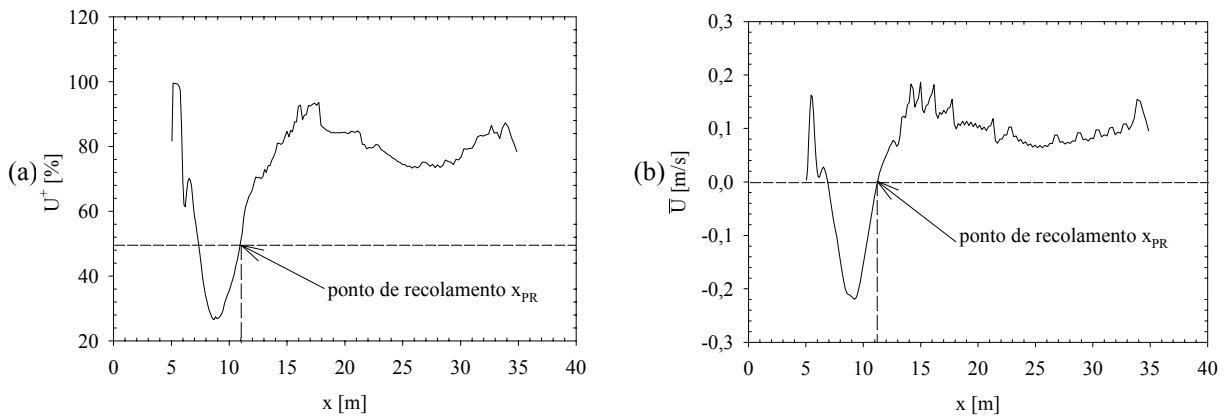 (a)
U⁺ [%]
120
100
80
60
40
20
ponto de recolamento x_PR
0 5 10 15 20 25 30 35 40
x [m]
(b)
U̅ [m/s]
0,3
0,2
0,1
0,0
-0,1
-0,2
-0,3
ponto de recolamento x_PR
0 5 10 15 20 25 30 35 40
x [m]